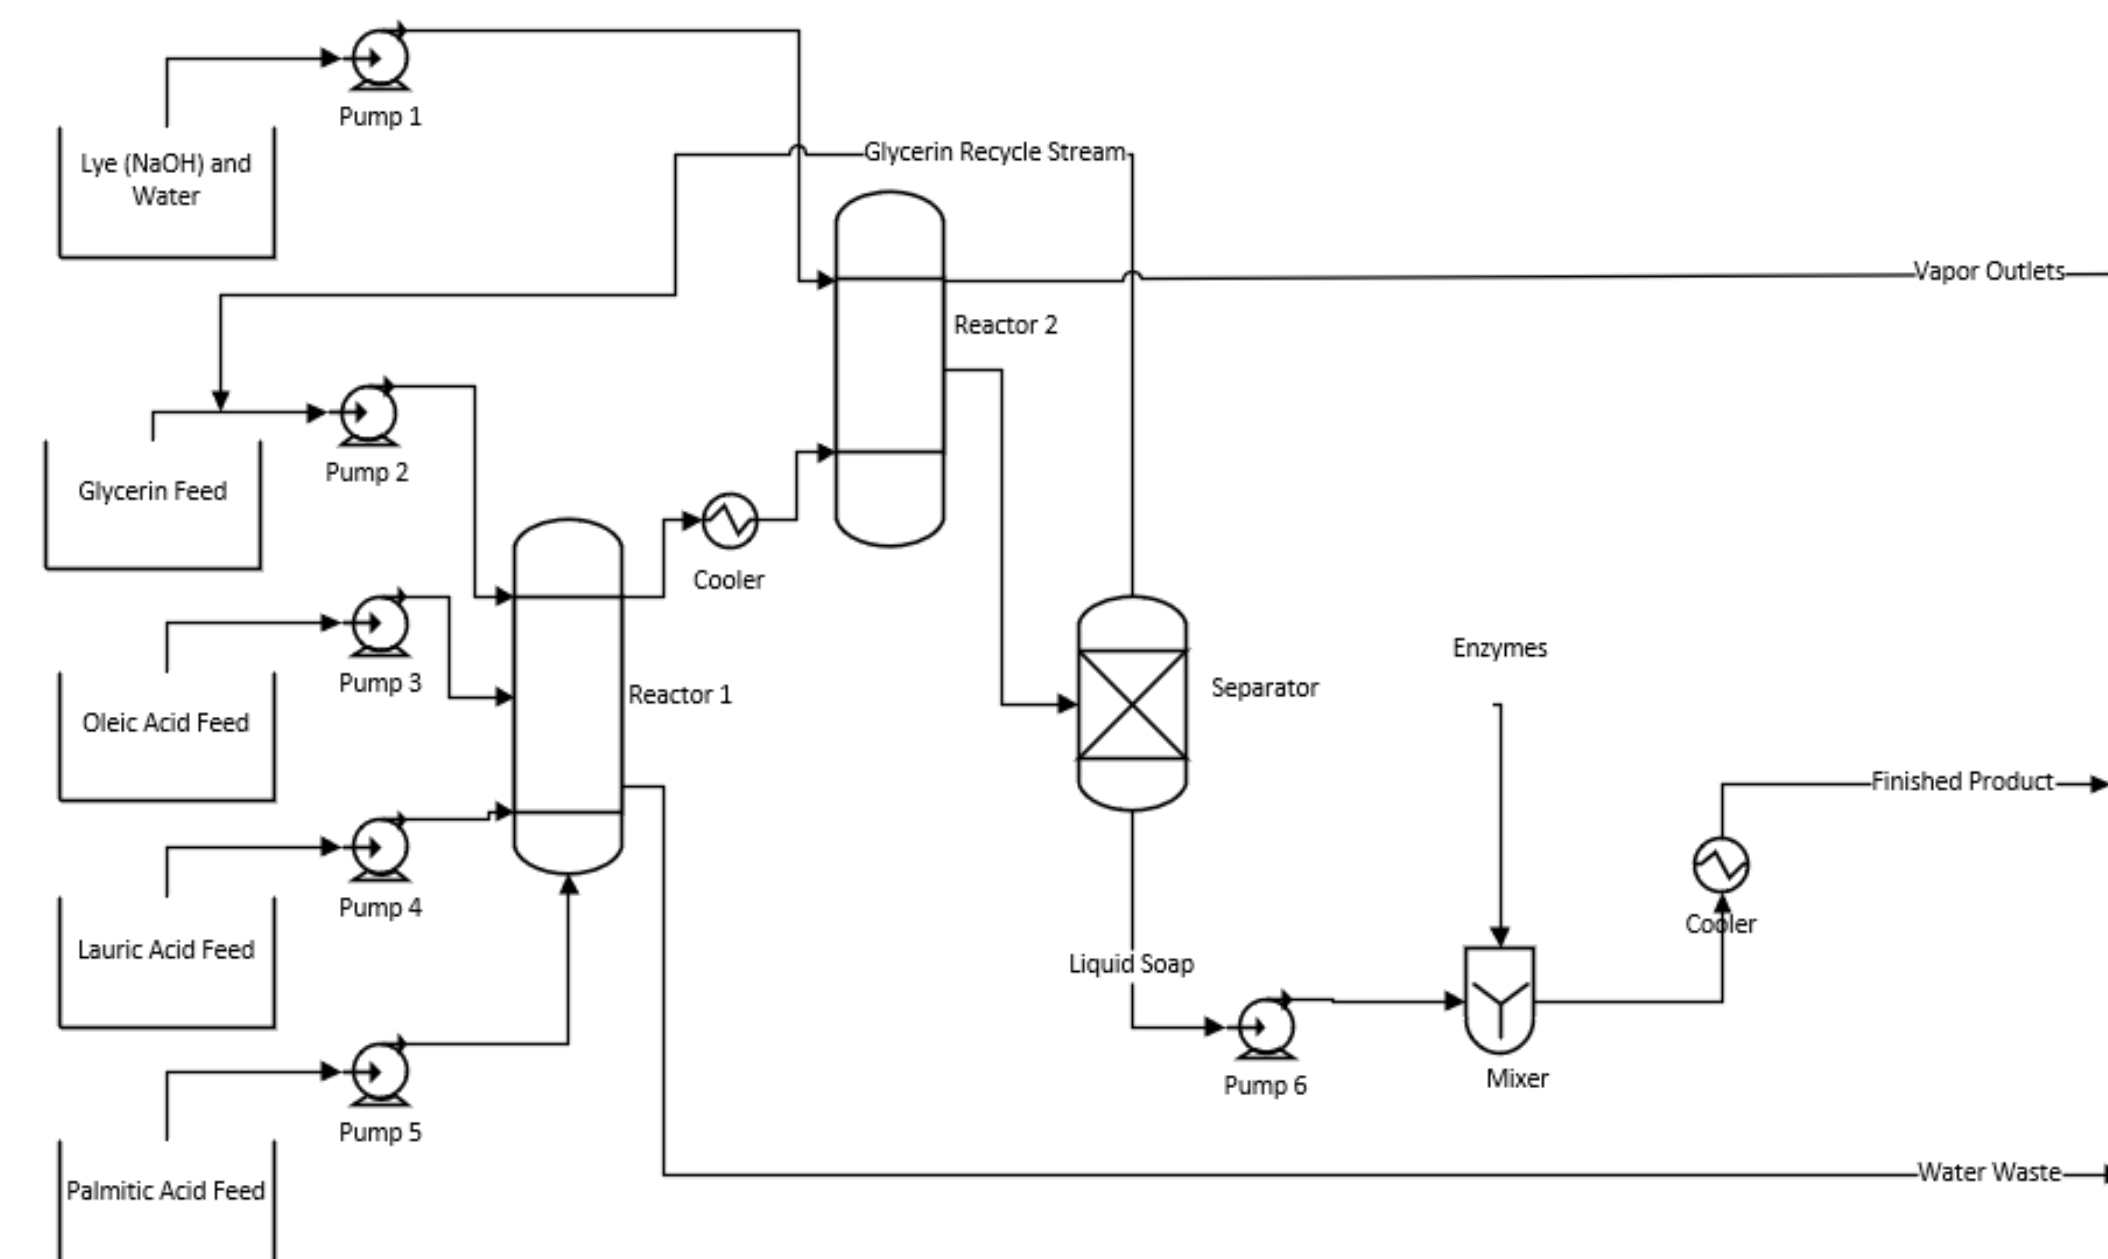 Pump 1
Lye (NaOH) and
Water
Glycerin Recycle Stream
Vapor Outlets
Reactor 2
Pump 2
Glycerin Feed
Cooler
Enzymes
Pump 3
Separator
Reactor 1
Oleic Acid Feed
Finished Product
Pump 4
Cooler
Lauric Acid Feed
Liquid Soap
Mixer
Pump 6
Pump 5
Water Waste
Palmitic Acid Feed